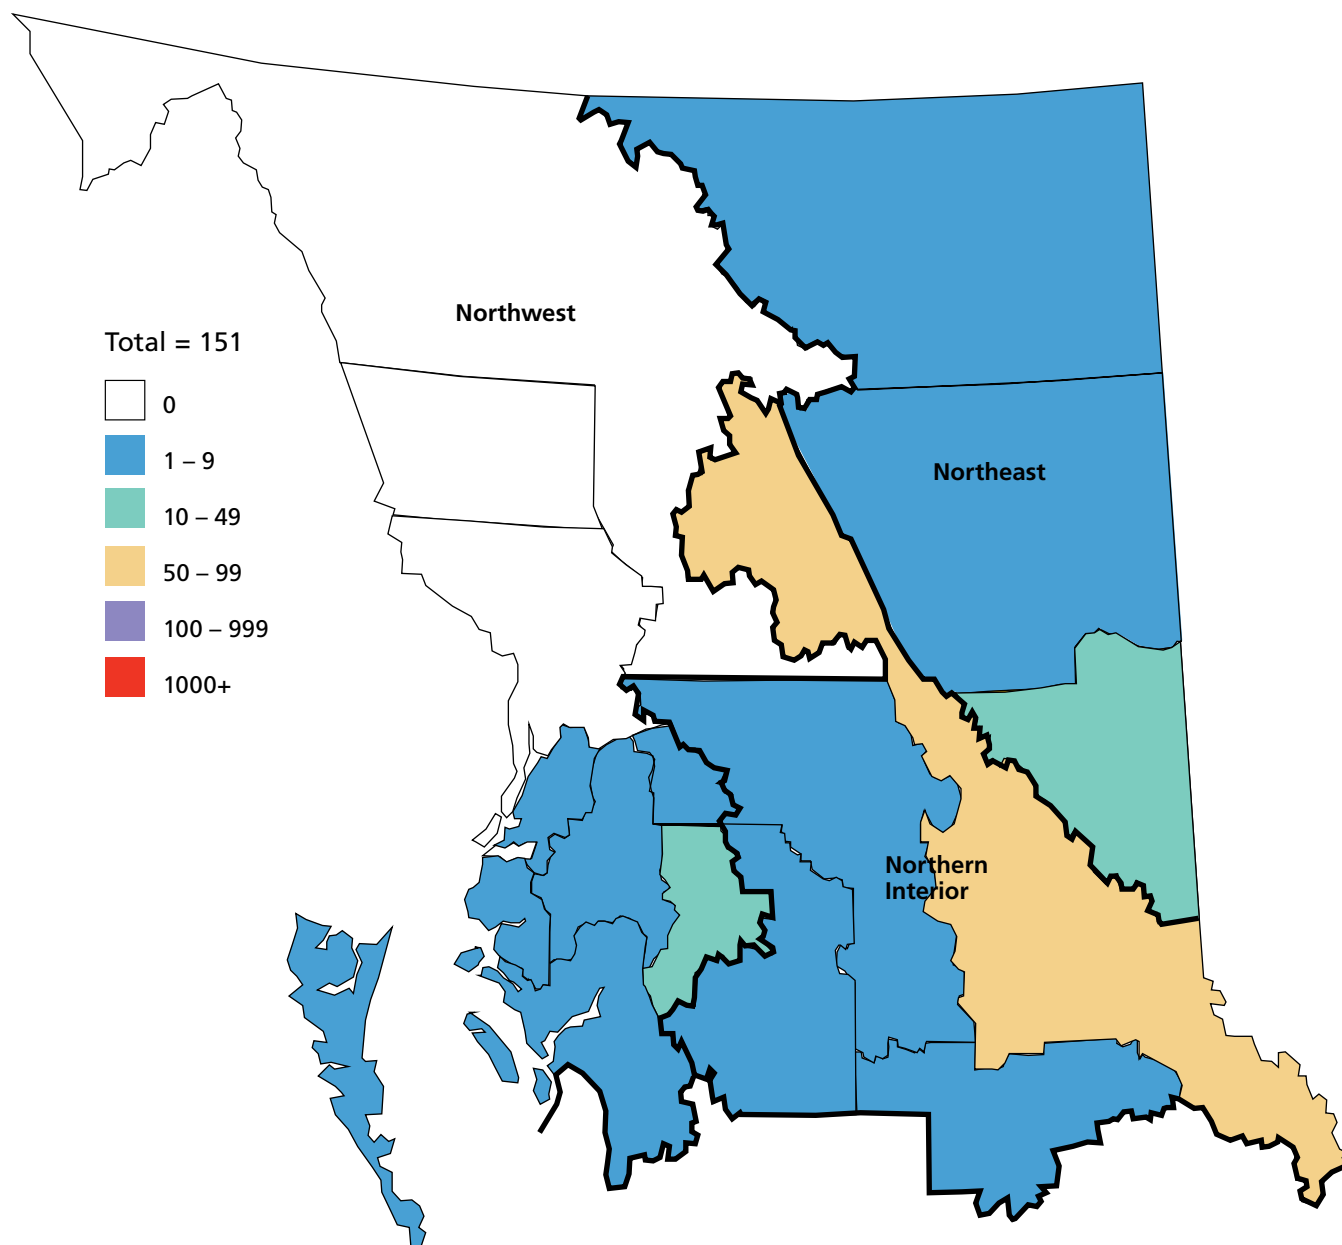 Northwest
Total = 151
0
1 – 9
10 – 49
50 – 99
100 – 999
1000+
Northeast
Northern
Interior